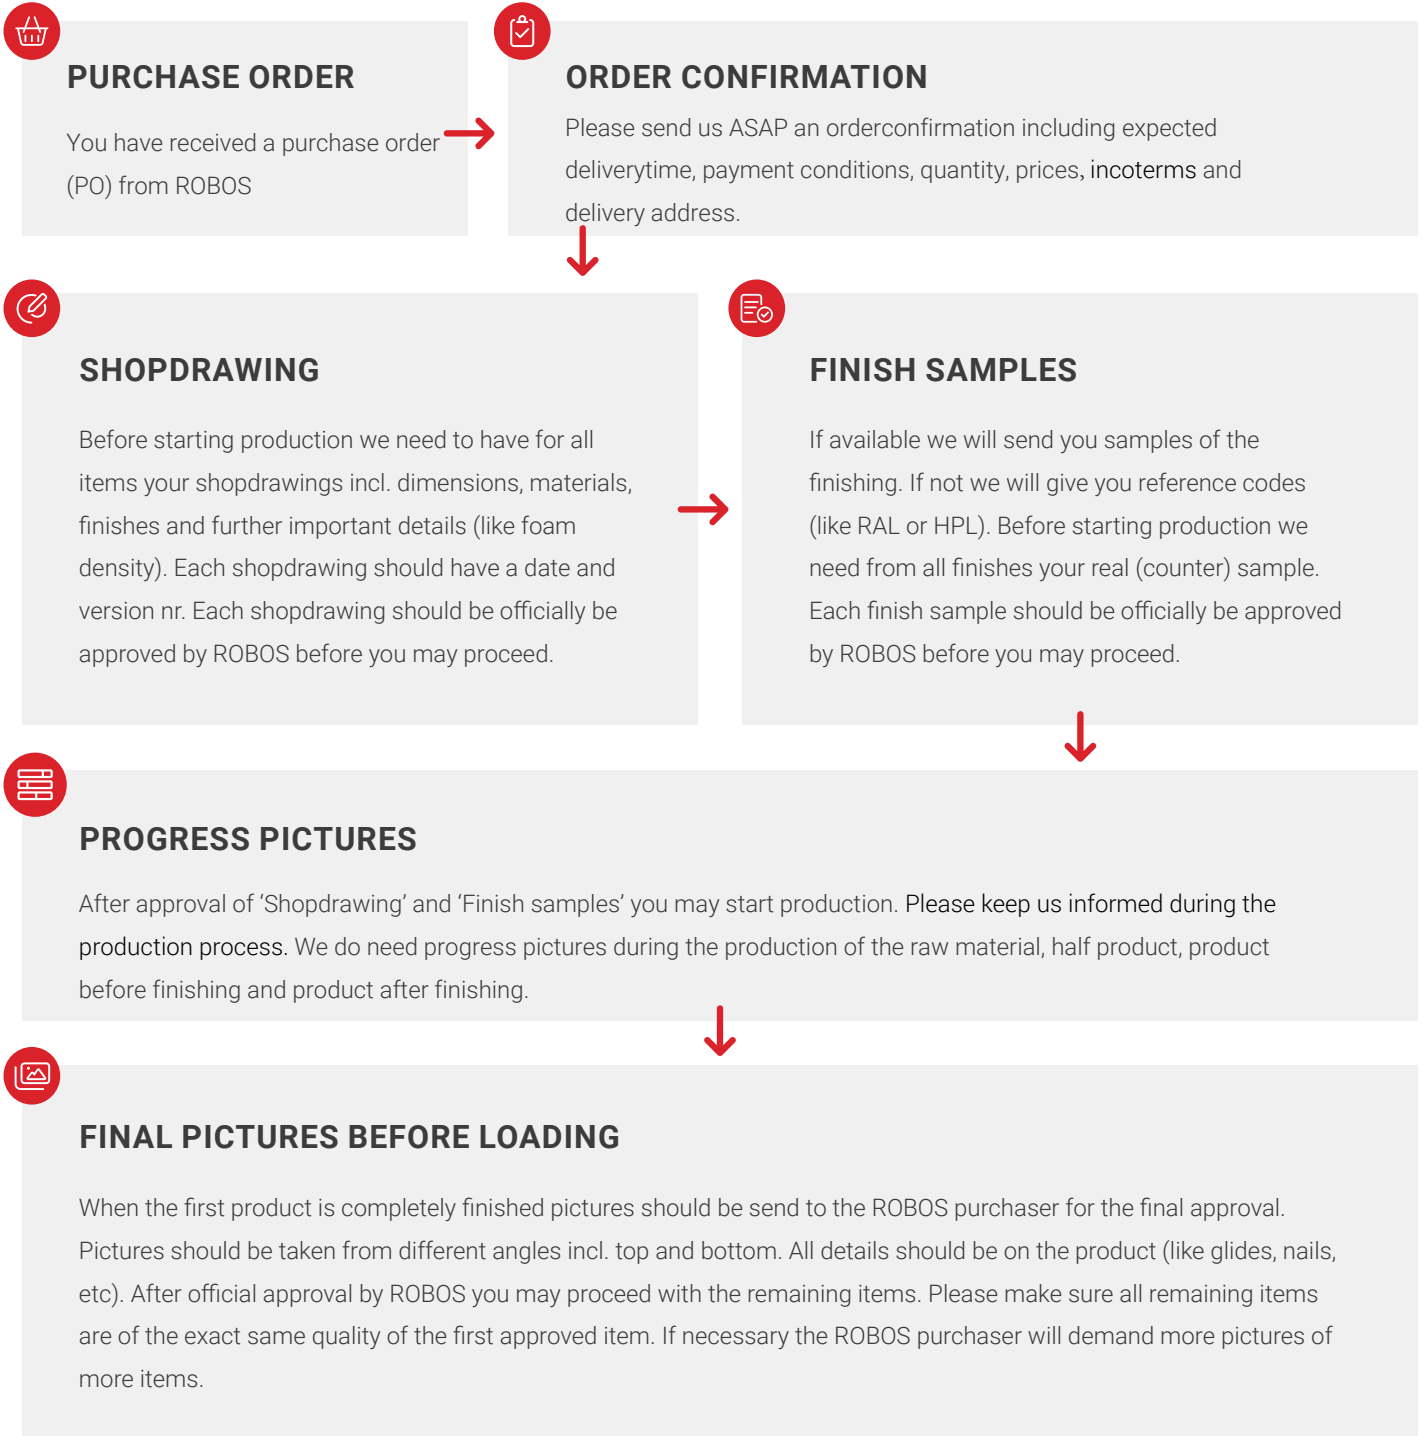 PURCHASE ORDER
You have received a purchase order
(PO) from ROBOS
ORDER CONFIRMATION
Please send us ASAP an orderconfirmation including expected
deliverytime, payment conditions, quantity, prices, incoterms and
delivery address.
SHOPDRAWING
Before starting production we need to have for all
items your shopdrawings incl. dimensions, materials,
finishes and further important details (like foam
density). Each shopdrawing should have a date and
version nr. Each shopdrawing should be officially be
approved by ROBOS before you may proceed.
FINISH SAMPLES
If available we will send you samples of the
finishing. If not we will give you reference codes
(like RAL or HPL). Before starting production we
need from all finishes your real (counter) sample.
Each finish sample should be officially be approved
by ROBOS before you may proceed.
PROGRESS PICTURES
After approval of ‘Shopdrawing’ and ‘Finish samples’ you may start production. Please keep us informed during the
production process. We do need progress pictures during the production of the raw material, half product, product
before finishing and product after finishing.
FINAL PICTURES BEFORE LOADING
When the first product is completely finished pictures should be send to the ROBOS purchaser for the final approval.
Pictures should be taken from different angles incl. top and bottom. All details should be on the product (like glides, nails,
etc). After official approval by ROBOS you may proceed with the remaining items. Please make sure all remaining items
are of the exact same quality of the first approved item. If necessary the ROBOS purchaser will demand more pictures of
more items.